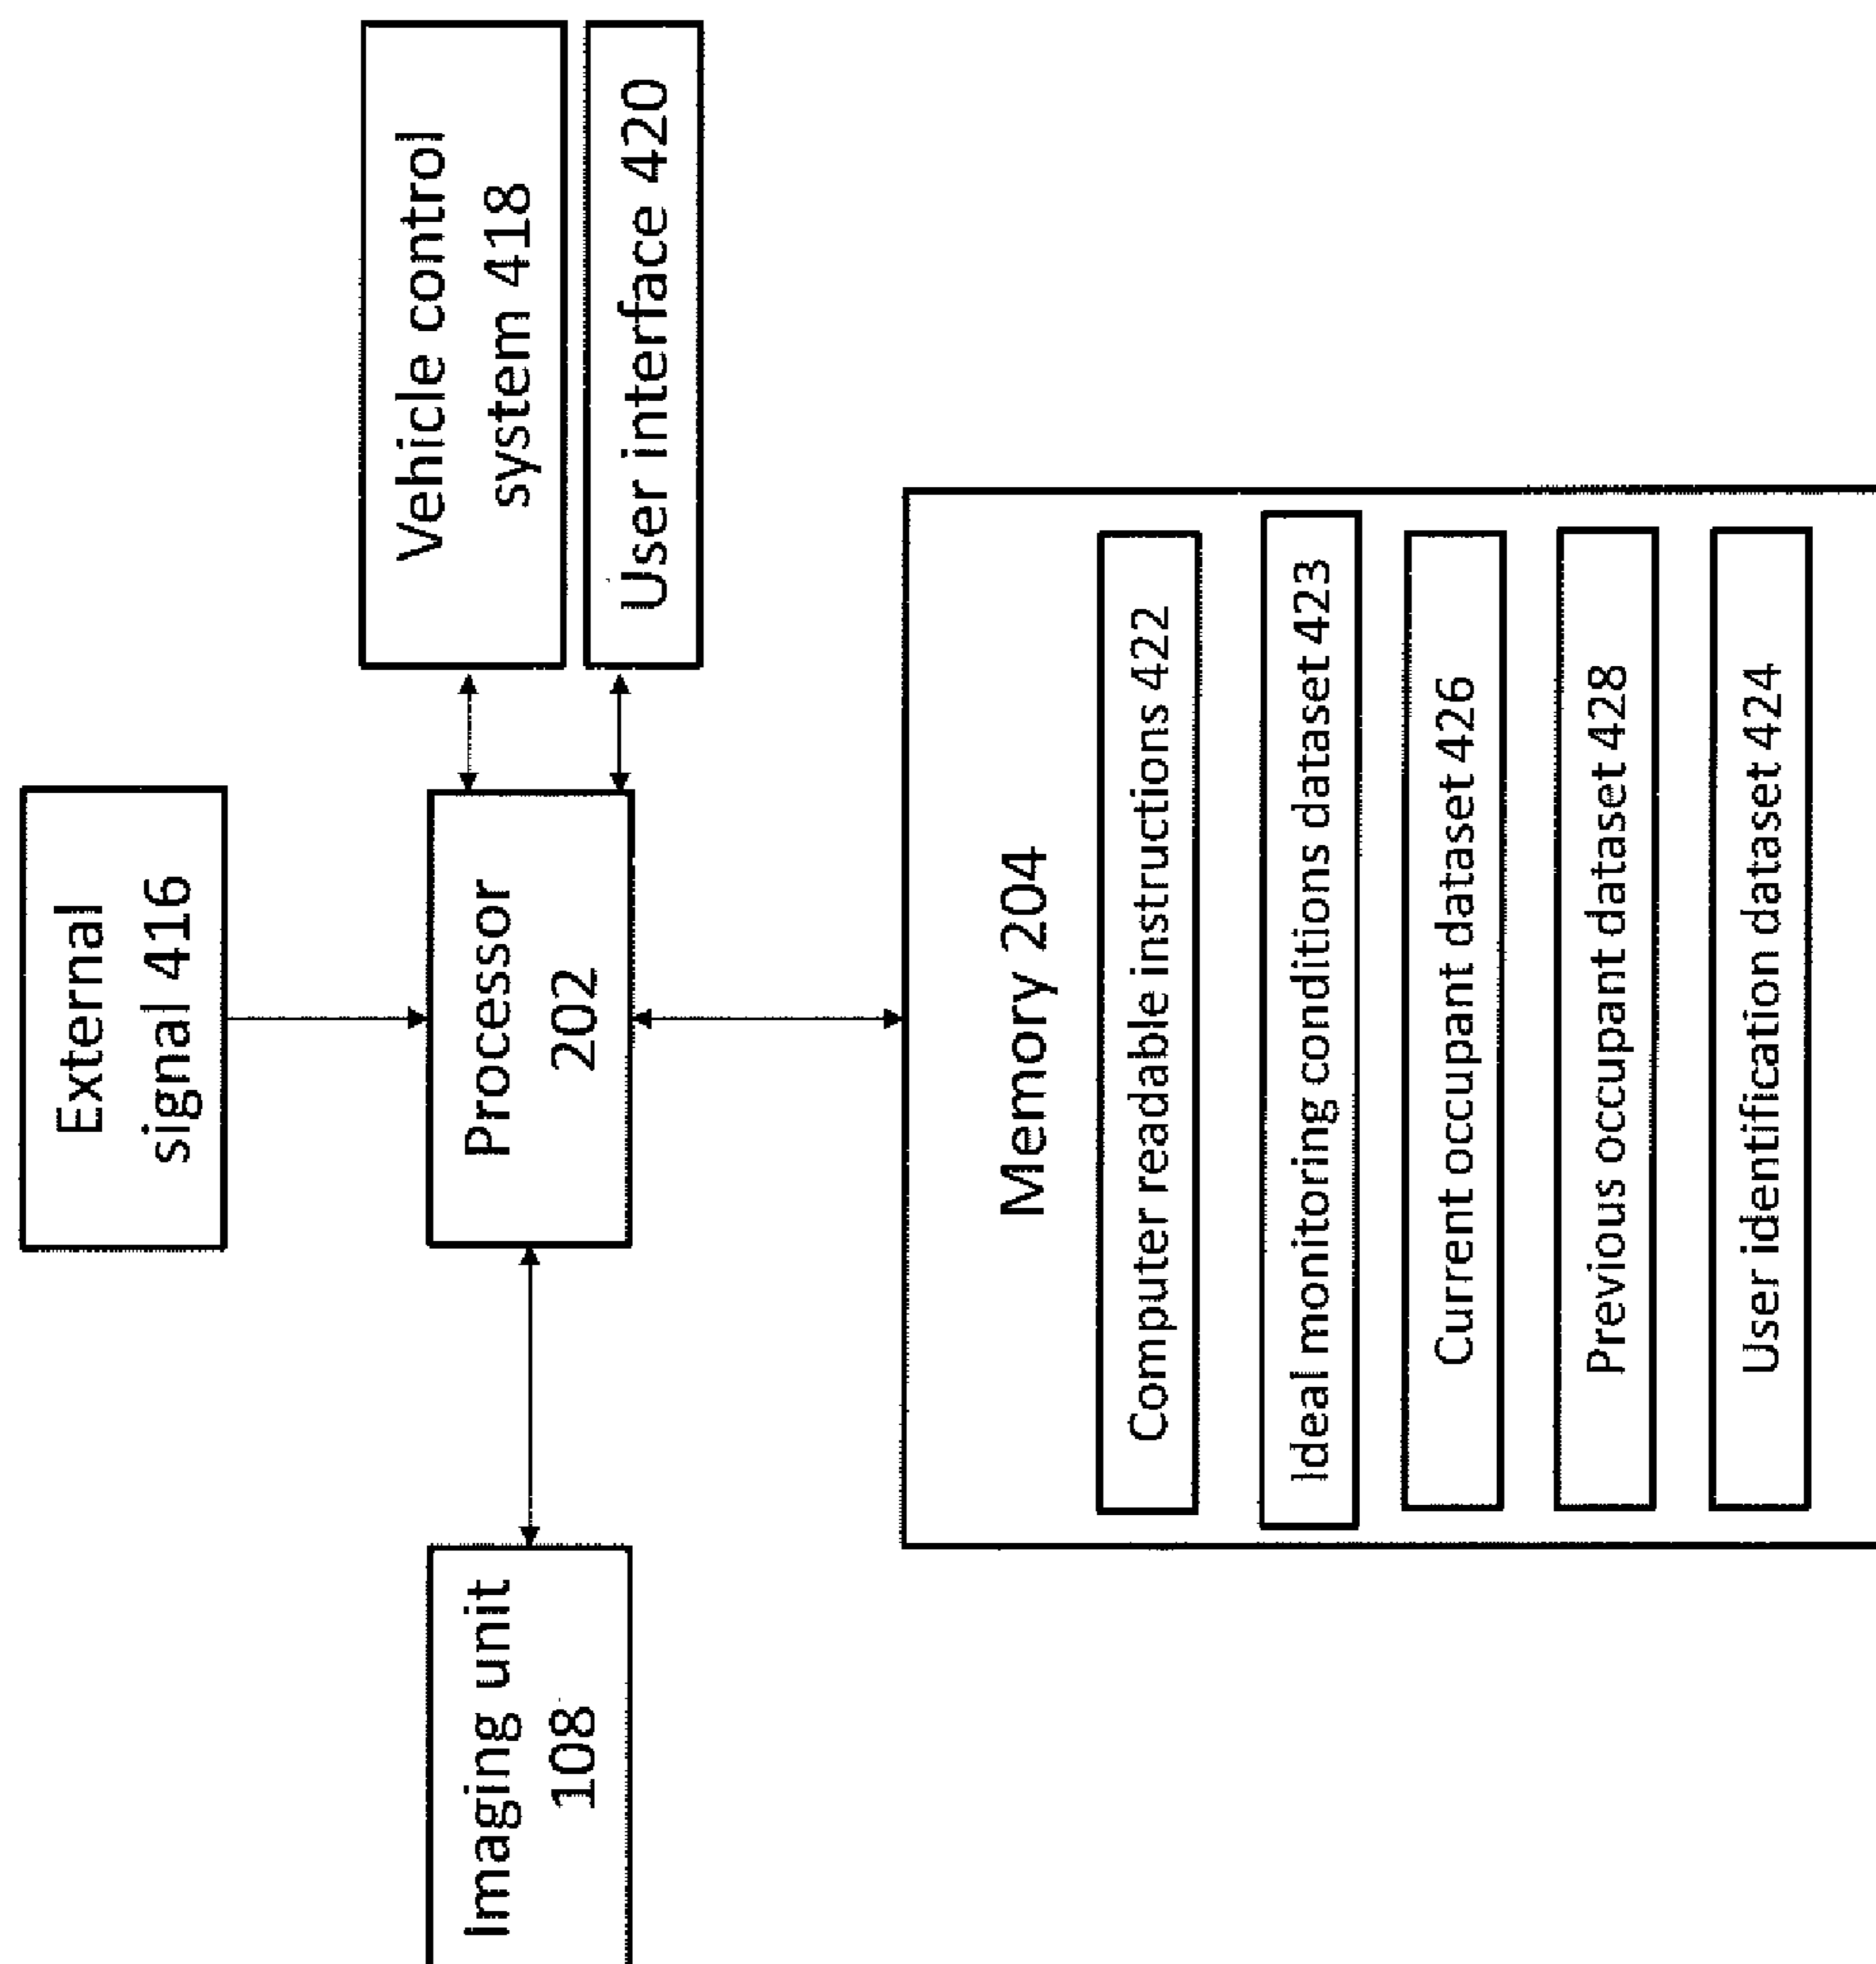 External
signal 416
Vehicle control
system 418
User interface 420
Processor
202
Imaging unit
108
Memory 204
Computer readable instructions 422
Ideal monitoring conditions dataset 423
Current occupant dataset 426
Previous occupant dataset 428
User identification dataset 424